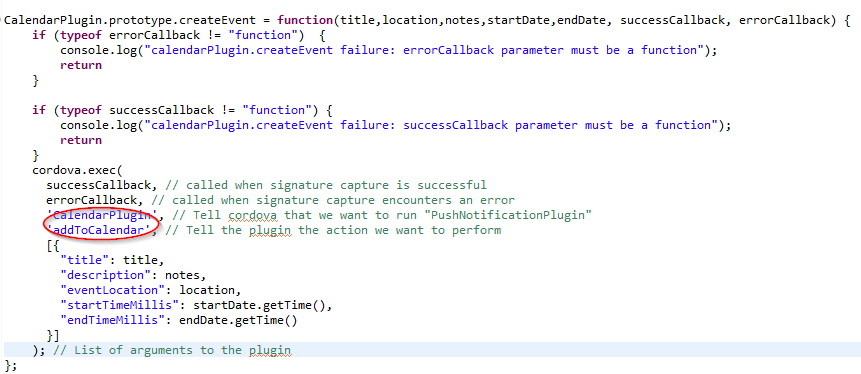 CalendarPlugin.prototype.createEvent = function(title,location,notes,startDate,endDate, successCallback, errorCallback) {
    if (typeof errorCallback != "function")  {
        console.log("calendarPlugin.createEvent failure: errorCallback parameter must be a function");
        return
    }

    if (typeof successCallback != "function") {
        console.log("calendarPlugin.createEvent failure: successCallback parameter must be a function");
        return
    }
    cordova.exec(
      successCallback, // called when signature capture is successful
      errorCallback, // called when signature capture encounters an error
      'CalendarPlugin', // Tell cordova that we want to run "PushNotificationPlugin"
      'addToCalendar', // Tell the plugin the action we want to perform
      [{
        "title": title,
        "description": notes,
        "eventLocation": location,
        "startTimeMillis": startDate.getTime(),
        "endTimeMillis": endDate.getTime()
      }]
    ); // List of arguments to the plugin
};